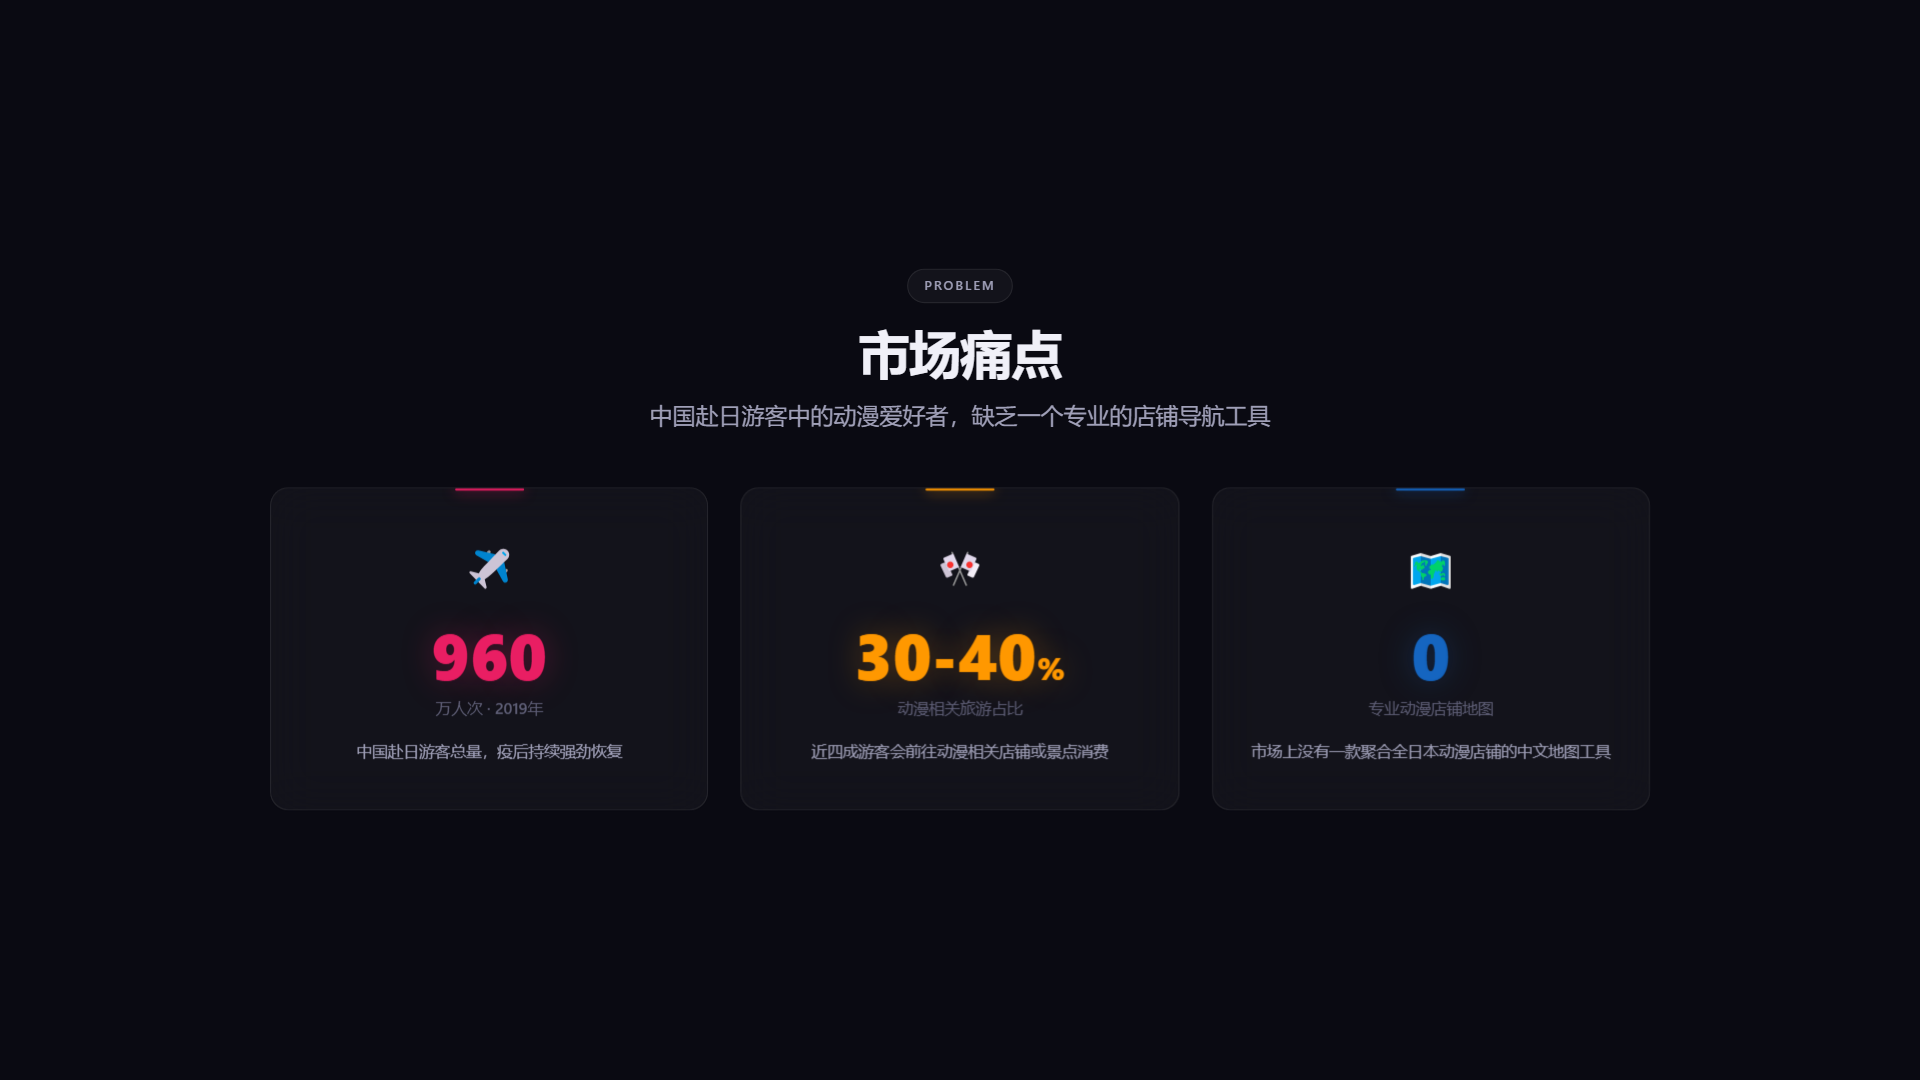 PROBLEM
市场痛点
中国赴日游客中的动漫爱好者，缺乏一个专业的店铺导航工具
960
万人次 · 2019年
中国赴日游客总量，疫后持续强劲恢复
30-40%
动漫相关旅游占比
近四成游客会前往动漫相关店铺或景点消费
0
专业动漫店铺地图
市场上没有一款聚合全日本动漫店铺的中文地图工具